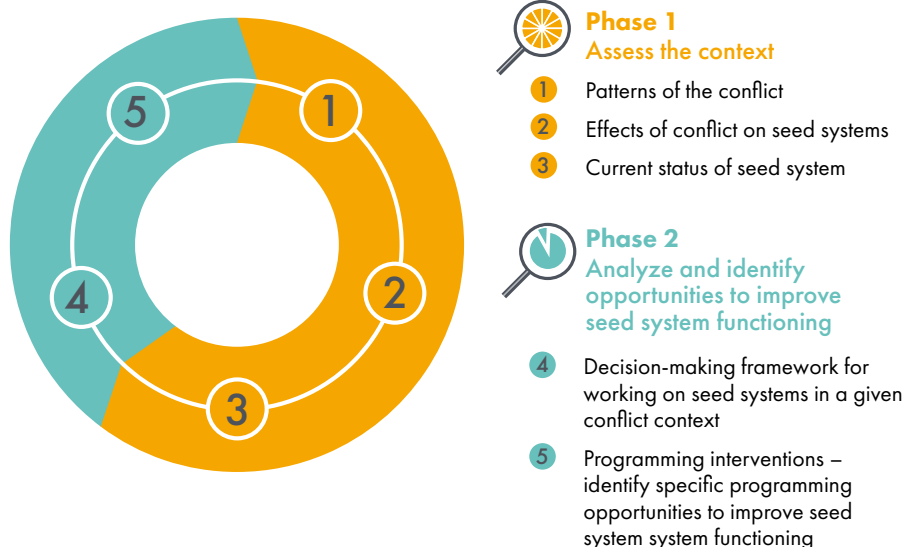 1
2
3
4
5
Phase 1
Assess the context
1 Patterns of the conflict
2 Effects of conflict on seed systems
3 Current status of seed system
Phase 2
Analyze and identify
opportunities to improve
seed system functioning
4 Decision-making framework for
working on seed systems in a given
conflict context
5 Programming interventions –
identify specific programming
opportunities to improve seed
system system functioning